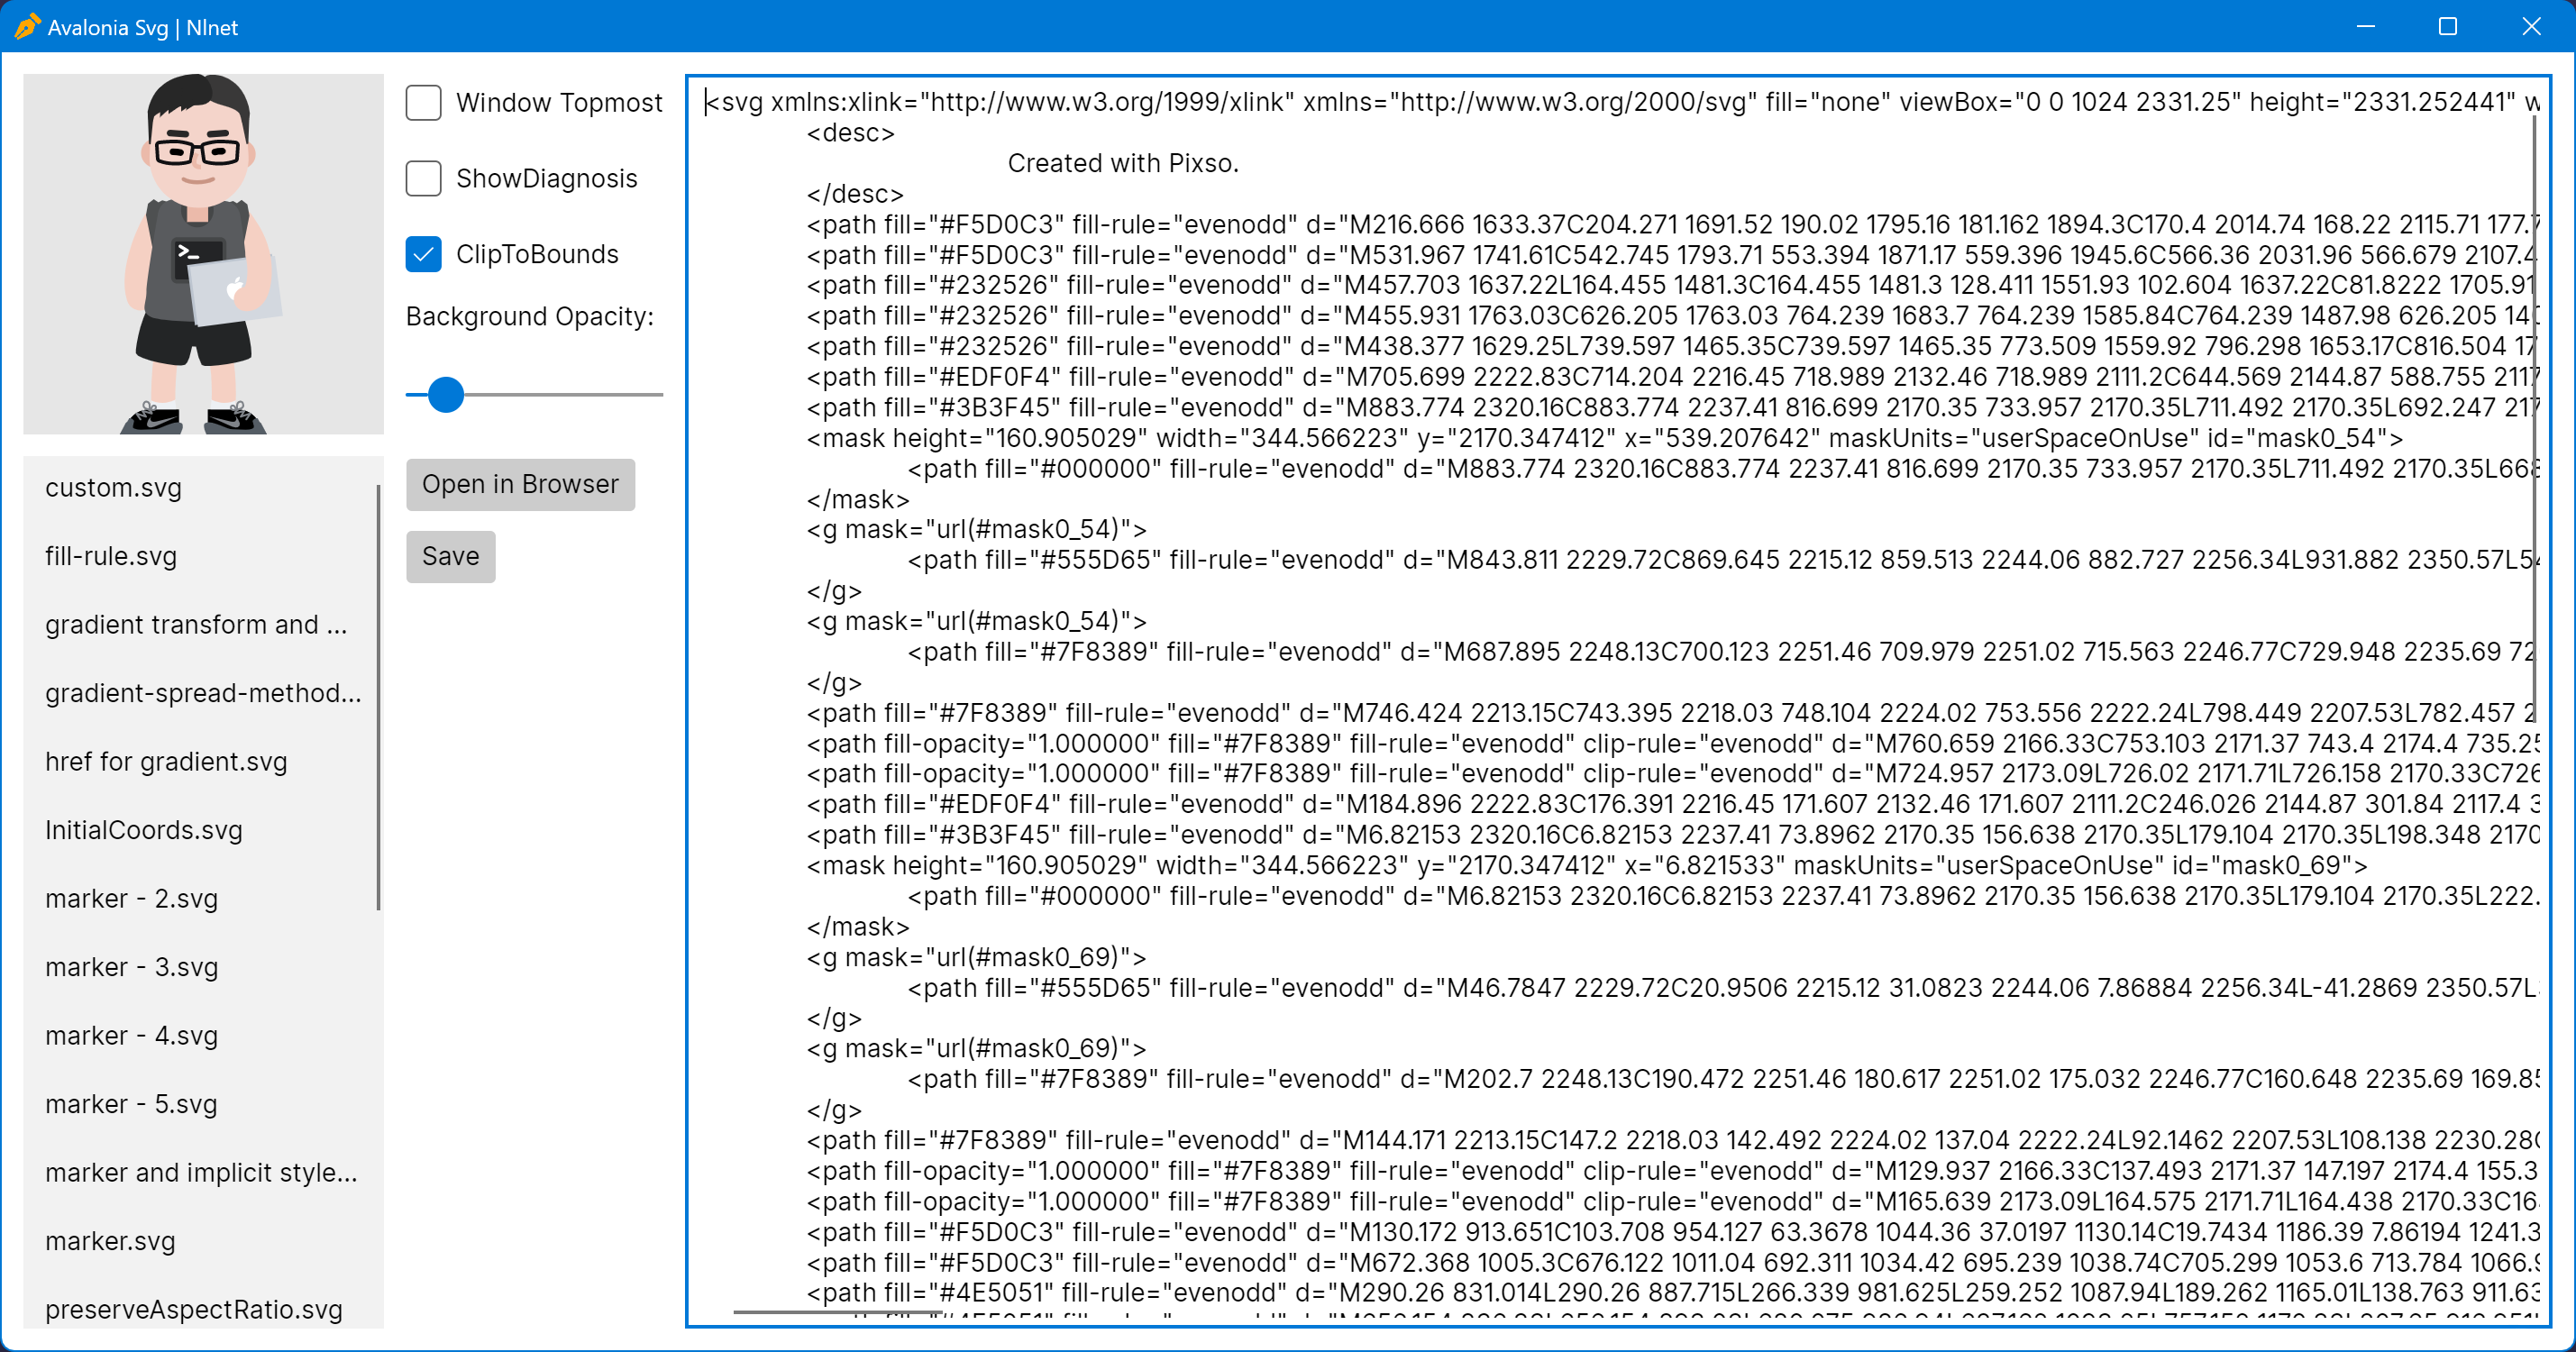 Avalonia Svg | Nlnet
Window Topmost
ShowDiagnosis
ClipToBounds
Background Opacity:
Open in Browser
Save
>_
custom.svg
fill-rule.svg
gradient transform and ...
gradient-spread-method...
href for gradient.svg
InitialCoords.svg
marker - 2.svg
marker - 3.svg
marker - 4.svg
marker - 5.svg
marker and implicit style...
marker.svg
preserveAspectRatio.svg
<svg xmlns:xlink="http://www.w3.org/1999/xlink" xmlns="http://www.w3.org/2000/svg" fill="none" viewBox="0 0 1024 2331.25" height="2331.252441" w
<desc>
Created with Pixso.
</desc>
<path fill="#F5D0C3" fill-rule="evenodd" d="M216.666 1633.37C204.271 1691.52 190.02 1795.16 181.162 1894.3C170.4 2014.74 168.22 2115.71 177.7
<path fill="#F5D0C3" fill-rule="evenodd" d="M531.967 1741.61C542.745 1793.71 553.394 1871.17 559.396 1945.6C566.36 2031.96 566.679 2107.4
<path fill="#232526" fill-rule="evenodd" d="M457.703 1637.22L164.455 1481.3C164.455 1481.3 128.411 1551.93 102.604 1637.22C81.8222 1705.91
<path fill="#232526" fill-rule="evenodd" d="M455.931 1763.03C626.205 1763.03 764.239 1683.7 764.239 1585.84C764.239 1487.98 626.205 140
<path fill="#232526" fill-rule="evenodd" d="M438.377 1629.25L739.597 1465.35C739.597 1465.35 773.509 1559.92 796.298 1653.17C816.504 17
<path fill="#EDF0F4" fill-rule="evenodd" d="M705.699 2222.83C714.204 2216.45 718.989 2132.46 718.989 2111.2C644.569 2144.87 588.755 2117
<path fill="#3B3F45" fill-rule="evenodd" d="M883.774 2320.16C883.774 2237.41 816.699 2170.35 733.957 2170.35L711.492 2170.35L692.247 217
<mask height="160.905029" width="344.566223" y="2170.347412" x="539.207642" maskUnits="userSpaceOnUse" id="mask0_54">
<path fill="#000000" fill-rule="evenodd" d="M883.774 2320.16C883.774 2237.41 816.699 2170.35 733.957 2170.35L711.492 2170.35L668
</mask>
<g mask="url(#mask0_54)">
<path fill="#555D65" fill-rule="evenodd" d="M843.811 2229.72C869.645 2215.12 859.513 2244.06 882.727 2256.34L931.882 2350.57L54
</g>
<g mask="url(#mask0_54)">
<path fill="#7F8389" fill-rule="evenodd" d="M687.895 2248.13C700.123 2251.46 709.979 2251.02 715.563 2246.77C729.948 2235.69 72
</g>
<path fill="#7F8389" fill-rule="evenodd" d="M746.424 2213.15C743.395 2218.03 748.104 2224.02 753.556 2222.24L798.449 2207.53L782.457 2
<path fill-opacity="1.000000" fill="#7F8389" fill-rule="evenodd" clip-rule="evenodd" d="M760.659 2166.33C753.103 2171.37 743.4 2174.4 735.25
<path fill-opacity="1.000000" fill="#7F8389" fill-rule="evenodd" clip-rule="evenodd" d="M724.957 2173.09L726.02 2171.71L726.158 2170.33C726
<path fill="#EDF0F4" fill-rule="evenodd" d="M184.896 2222.83C176.391 2216.45 171.607 2132.46 171.607 2111.2C246.026 2144.87 301.84 2117.4 3
<path fill="#3B3F45" fill-rule="evenodd" d="M6.82153 2320.16C6.82153 2237.41 73.8962 2170.35 156.638 2170.35L179.104 2170.35L198.348 2170
<mask height="160.905029" width="344.566223" y="2170.347412" x="6.821533" maskUnits="userSpaceOnUse" id="mask0_69">
<path fill="#000000" fill-rule="evenodd" d="M6.82153 2320.16C6.82153 2237.41 73.8962 2170.35 156.638 2170.35L179.104 2170.35L222.
</mask>
<g mask="url(#mask0_69)">
<path fill="#555D65" fill-rule="evenodd" d="M46.7847 2229.72C20.9506 2215.12 31.0823 2244.06 7.86884 2256.34L-41.2869 2350.57L
</g>
<g mask="url(#mask0_69)">
<path fill="#7F8389" fill-rule="evenodd" d="M202.7 2248.13C190.472 2251.46 180.617 2251.02 175.032 2246.77C160.648 2235.69 169.85
</g>
<path fill="#7F8389" fill-rule="evenodd" d="M144.171 2213.15C147.2 2218.03 142.492 2224.02 137.04 2222.24L92.1462 2207.53L108.138 2230.28C
<path fill-opacity="1.000000" fill="#7F8389" fill-rule="evenodd" clip-rule="evenodd" d="M129.937 2166.33C137.493 2171.37 147.197 2174.4 155.3
<path fill-opacity="1.000000" fill="#7F8389" fill-rule="evenodd" clip-rule="evenodd" d="M165.639 2173.09L164.575 2171.71L164.438 2170.33C16
<path fill="#F5D0C3" fill-rule="evenodd" d="M130.172 913.651C103.708 954.127 63.3678 1044.36 37.0197 1130.14C19.7434 1186.39 7.86194 1241.3
<path fill="#F5D0C3" fill-rule="evenodd" d="M672.368 1005.3C676.122 1011.04 692.311 1034.42 695.239 1038.74C705.299 1053.6 713.784 1066.9
<path fill="#4E5051" fill-rule="evenodd" d="M290.26 831.014L290.26 887.715L266.339 981.625L259.252 1087.94L189.262 1165.01L138.763 911.63